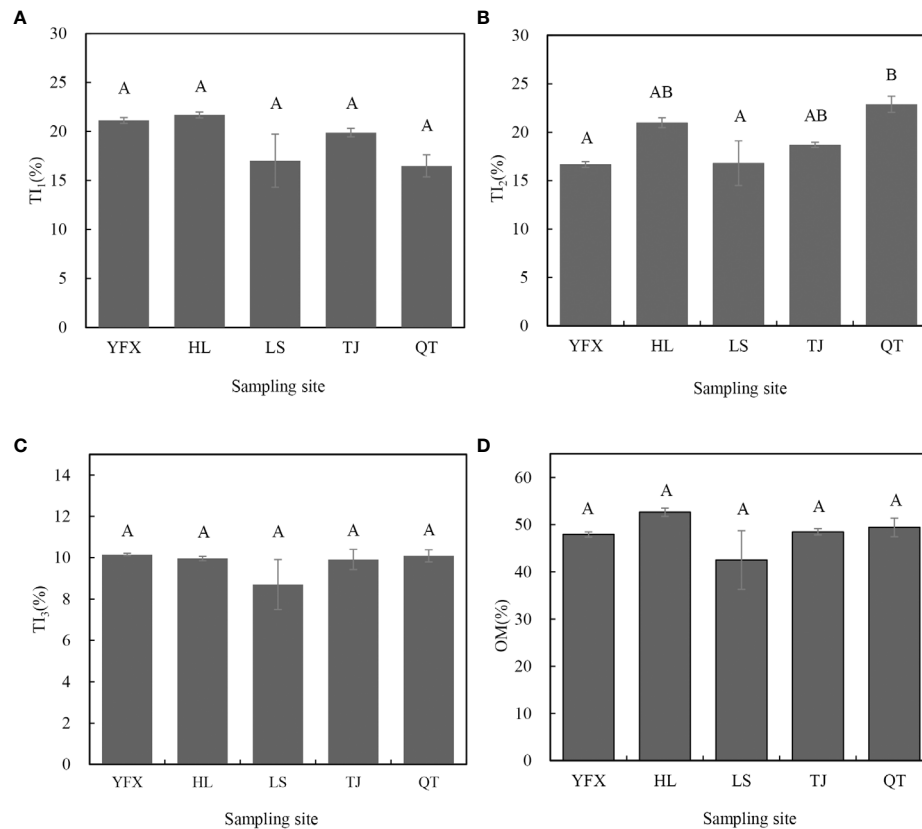 A
30
25
20
15
10
5
0
TI1(%)
A A A A A
YFX HL LS TJ QT
Sampling site
B
30
25
20
15
10
5
0
TI2(%)
A AB A AB B
YFX HL LS TJ QT
Sampling site
C
14
12
10
8
6
4
2
0
TI3(%)
A A A A A
YFX HL LS TJ QT
Sampling site
D
60
50
40
30
20
10
0
OM(%)
A A A A A
YFX HL LS TJ QT
Sampling site